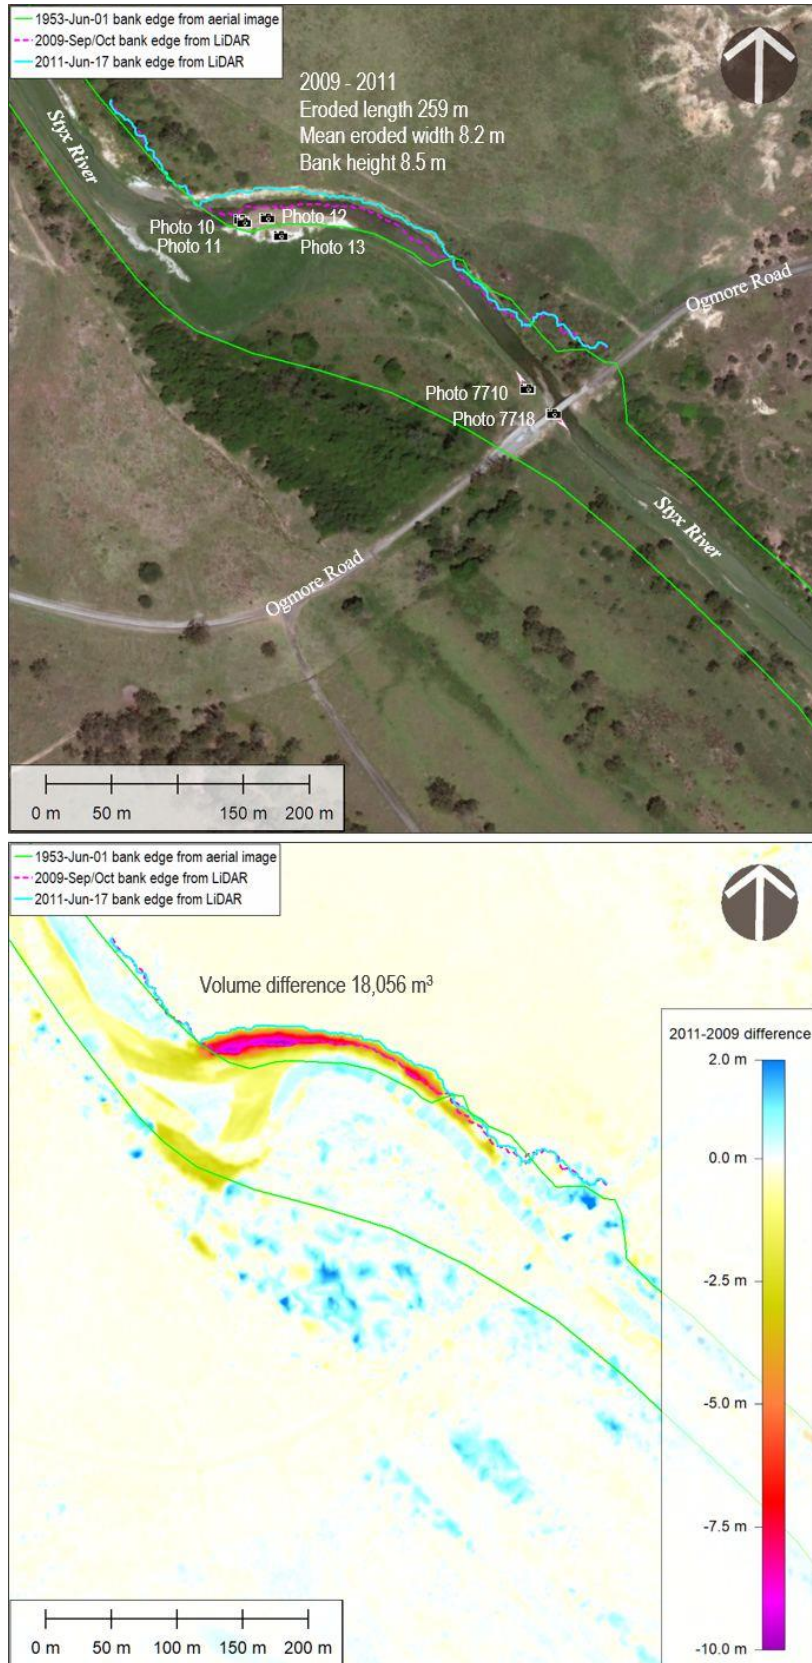 1953-Jun-01 bank edge from aerial image
2009-Sep/Oct bank edge from LiDAR
2011-Jun-17 bank edge from LiDAR
2009 - 2011
Eroded length 259 m
Mean eroded width 8.2 m
Bank height 8.5 m
Styx River
Photo 10
Photo 12
Photo 11
Photo 13
Ogmore Road
Photo 7710
Photo 7718
Styx River
Ogmore Road
0 m 50 m 150 m 200 m
1953-Jun-01 bank edge from aerial image
2009-Sep/Oct bank edge from LiDAR
2011-Jun-17 bank edge from LiDAR
Volume difference 18,056 m³
2011-2009 difference
2.0 m
0.0 m
-2.5 m
-5.0 m
-7.5 m
-10.0 m
0 m 50 m 100 m 150 m 200 m